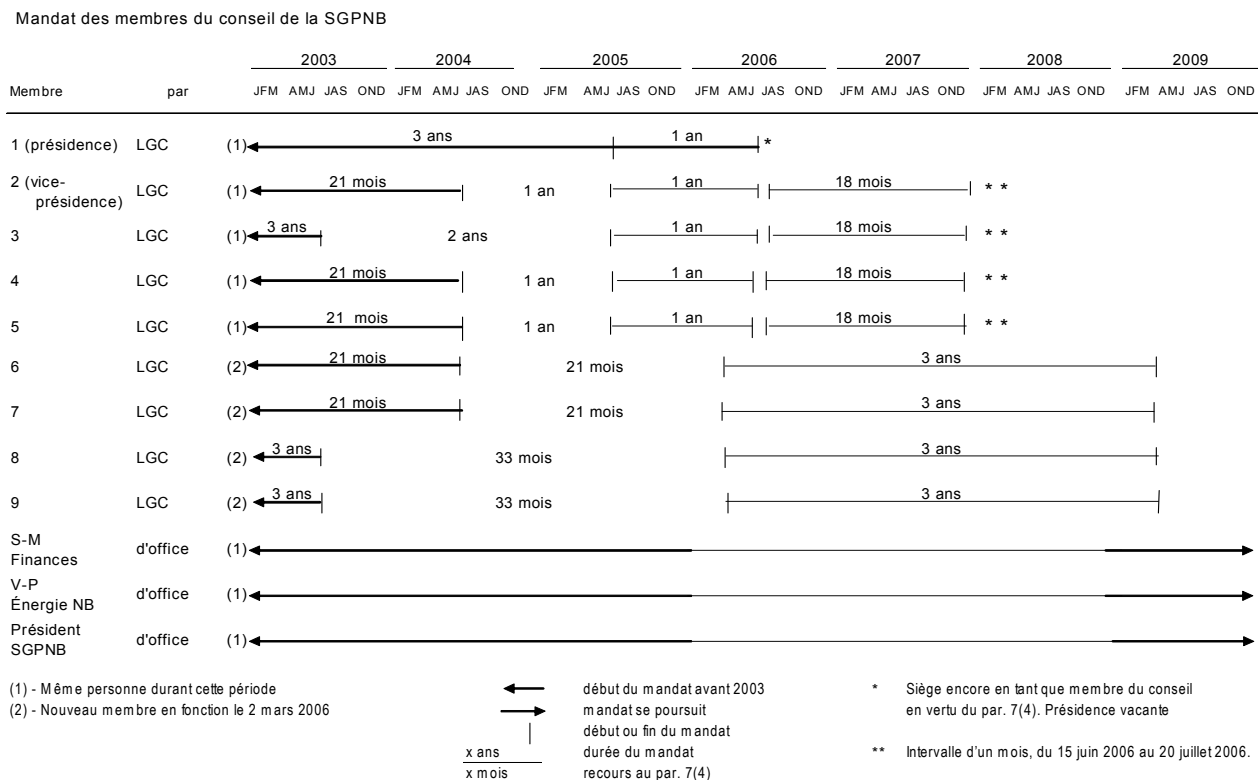 Mandat des membres du conseil de la SGPNB
2003 2004 2005 2006 2007 2008 2009
Membre par JFM AMJ JAS OND JFM AMJ JAS OND JFM AMJ JAS OND JFM AMJ JAS OND JFM AMJ JAS OND JFM AMJ JAS OND JFM AMJ JAS OND
1 (présidence) LGC (1) 3 ans 1 an *
2 (vice-
présidence) LGC (1) 21 mois 1 an 1 an 18 mois * *
3 LGC (1) 3 ans 2 ans 1 an 18 mois * *
4 LGC (1) 21 mois 1 an 1 an 18 mois * *
5 LGC (1) 21 mois 1 an 1 an 18 mois * *
6 LGC (2) 21 mois 21 mois 3 ans
7 LGC (2) 21 mois 21 mois 3 ans
8 LGC (2) 3 ans 33 mois 3 ans
9 LGC (2) 3 ans 33 mois 3 ans
S-M
Finances d'office (1)
V-P
Énergie NB d'office (1)
Président
SGPNB d'office (1)
(1) - Même personne durant cette période
(2) - Nouveau membre en fonction le 2 mars 2006
début du mandat avant 2003
mandat se poursuit
début ou fin du mandat
x ans durée du mandat
x mois recours au par. 7(4)
* Siège encore en tant que membre du conseil
en vertu du par. 7(4). Présidence vacante
** Intervalle d'un mois, du 15 juin 2006 au 20 juillet 2006.